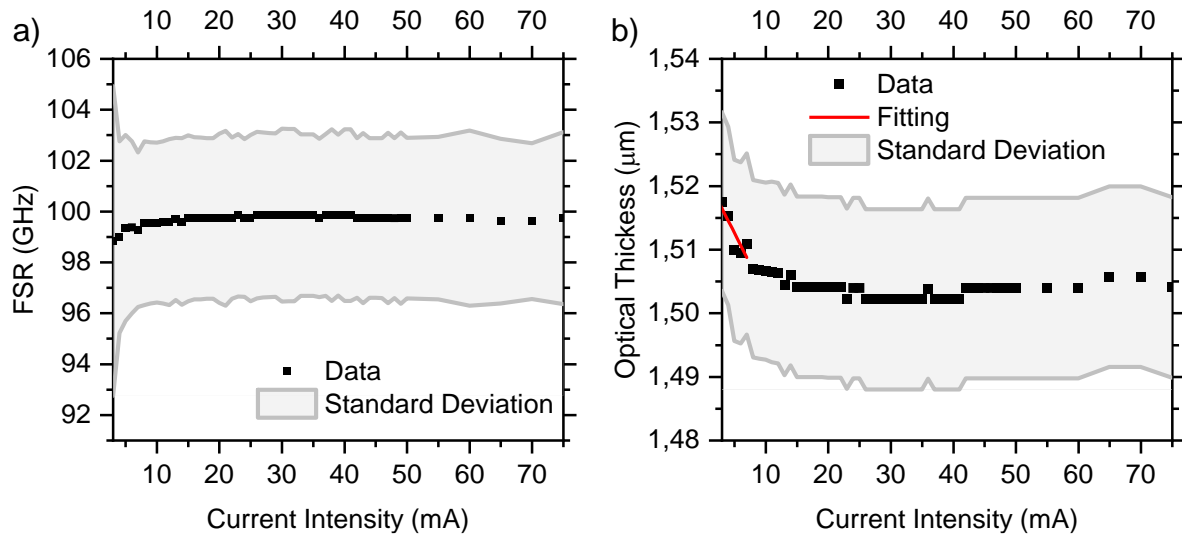 a)
10 20 30 40 50 60 70
106
104
102
100
98
96
94
92
FSR (GHz)
Data
Standard Deviation
10 20 30 40 50 60 70
Current Intensity (mA)
b)
10 20 30 40 50 60 70
1,54
1,53
1,52
1,51
1,50
1,49
1,48
Optical Thickess (μm)
Data
Fitting
Standard Deviation
10 20 30 40 50 60 70
Current Intensity (mA)